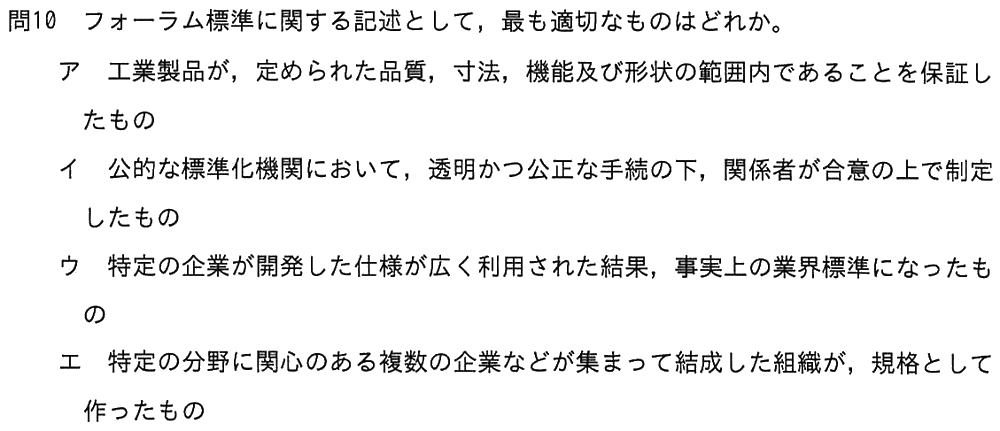 問10　フォーラム標準に関する記述として，最も適切なものはどれか。
ア　工業製品が，定められた品質，寸法，機能及び形状の範囲内であることを保証し
たもの
イ　公的な標準化機関において，透明かつ公正な手続の下，関係者が合意の上で制定
したもの
ウ　特定の企業が開発した仕様が広く利用された結果，事実上の業界標準になったも
の
エ　特定の分野に関心のある複数の企業などが集まって結成した組織が，規格として
作ったもの